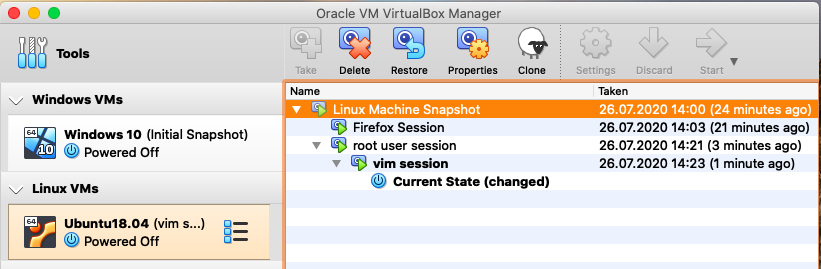 Oracle VM VirtualBox Manager
Tools
Take Delete Restore Properties Clone Settings Discard Start
Name Taken
Windows VMs
64 10 Windows 10 (Initial Snapshot)
Powered Off
Linux VMs
64 Ubuntu18.04 (vim s...)
Powered Off
Linux Machine Snapshot 26.07.2020 14:00 (24 minutes ago)
Firefox Session 26.07.2020 14:03 (21 minutes ago)
root user session 26.07.2020 14:21 (3 minutes ago)
vim session 26.07.2020 14:23 (1 minute ago)
Current State (changed)